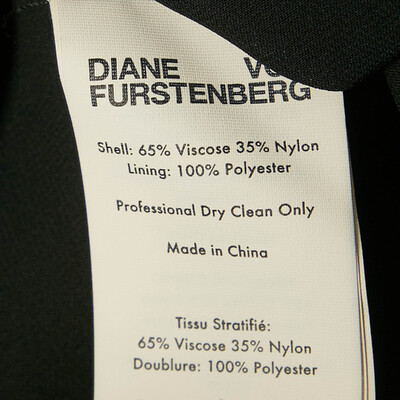 DIANE
FURSTENBERG
Shell: 65% Viscose 35% Nylon
Lining: 100% Polyester
Professional Dry Clean Only
Made in China
Tissu Stratifié:
65% Viscose 35% Nylon
Doublure: 100% Polyester